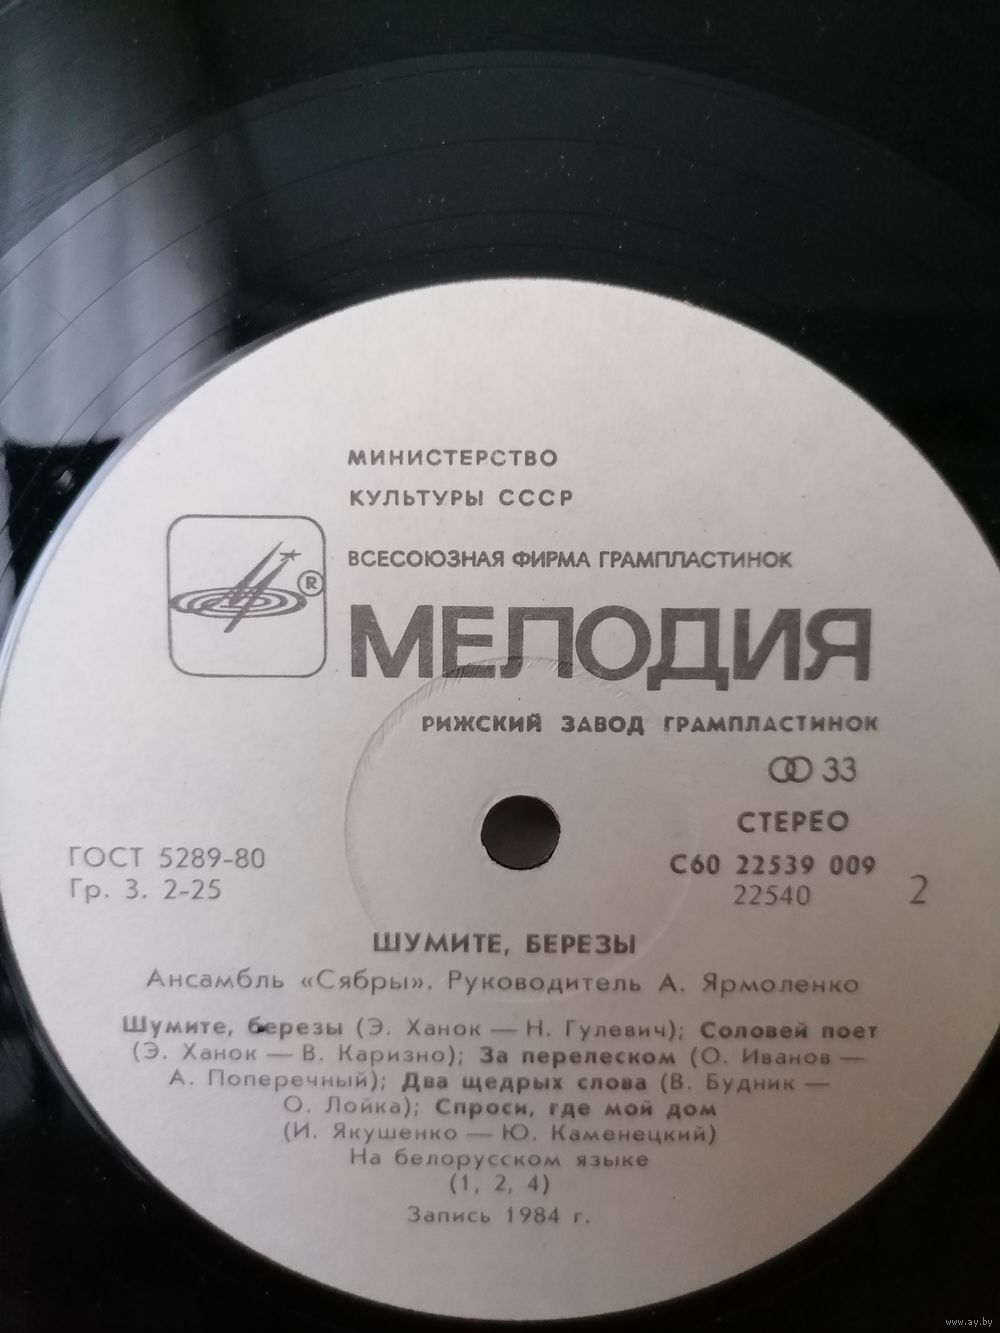 МИНИСТЕРСТВО
КУЛЬТУРЫ СССР
ВСЕСОЮЗНАЯ ФИРМА ГРАМПЛАСТИНОК
®
МЕЛОДИЯ
РИЖСКИЙ ЗАВОД ГРАМПЛАСТИНОК
33
СТЕРЕО
ГОСТ 5289-80
Гр. 3. 2-25
С60 22539 009
22540
2
ШУМИТЕ, БЕРЕЗЫ
Ансамбль «Сябры». Руководитель А. Ярмоленко
Шумите, березы (Э. Ханок — Н. Гулевич); Соловей поет
(Э. Ханок — В. Каризно); За перелеском (О. Иванов —
А. Поперечный); Два щедрых слова (В. Будник —
О. Лойка); Спроси, где мой дом
(И. Якушенко — Ю. Каменецкий)
На белорусском языке
(1, 2, 4)
Запись 1984 г.
www.ay.by